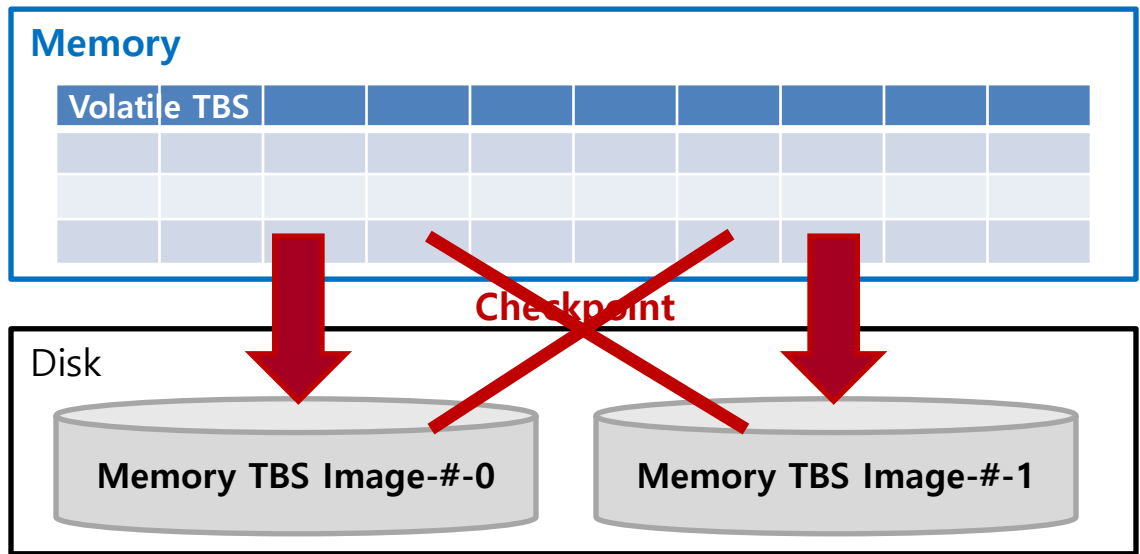 Memory
Volatile TBS
Checkpoint
Disk
Memory TBS Image-#-0
Memory TBS Image-#-1